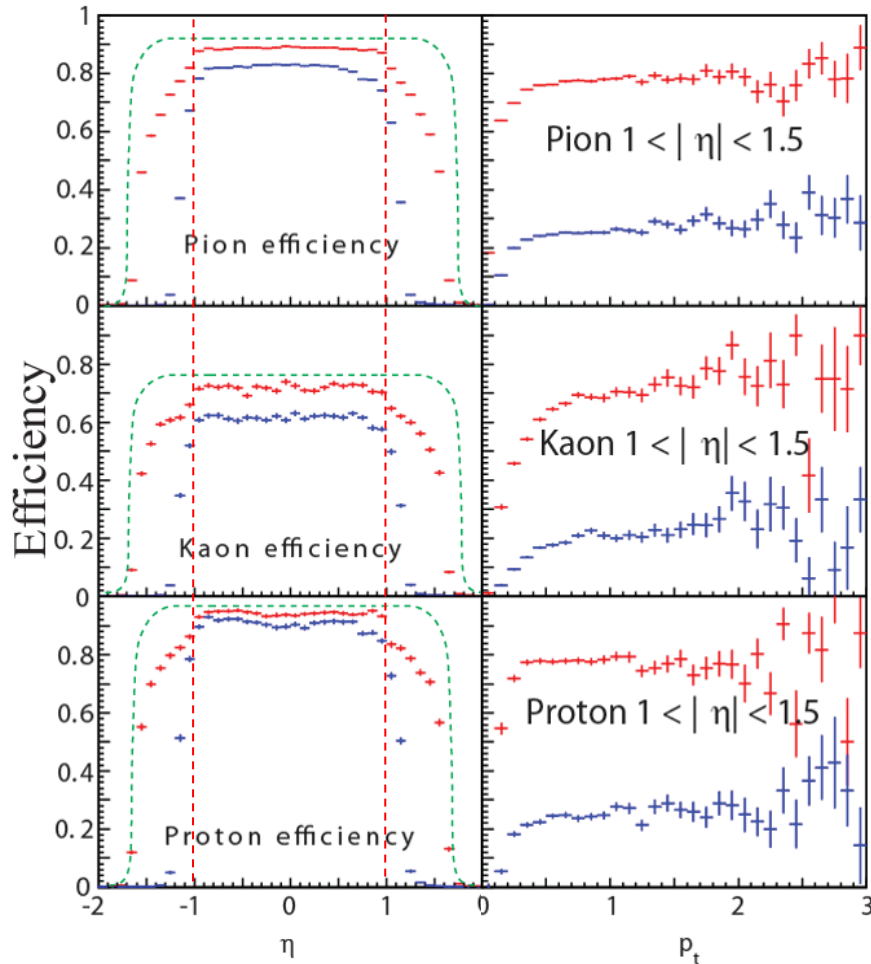 Efficiency
1
0.8
0.6
0.4
0.2
0
Pion efficiency
Pion 1 < | η| < 1.5
0.8
0.6
0.4
0.2
0
Kaon efficiency
Kaon 1 < | η| < 1.5
0.8
0.6
0.4
0.2
0
Proton efficiency
Proton 1 < | η| < 1.5
-2 -1 0 1 0 1 2 3
η p t